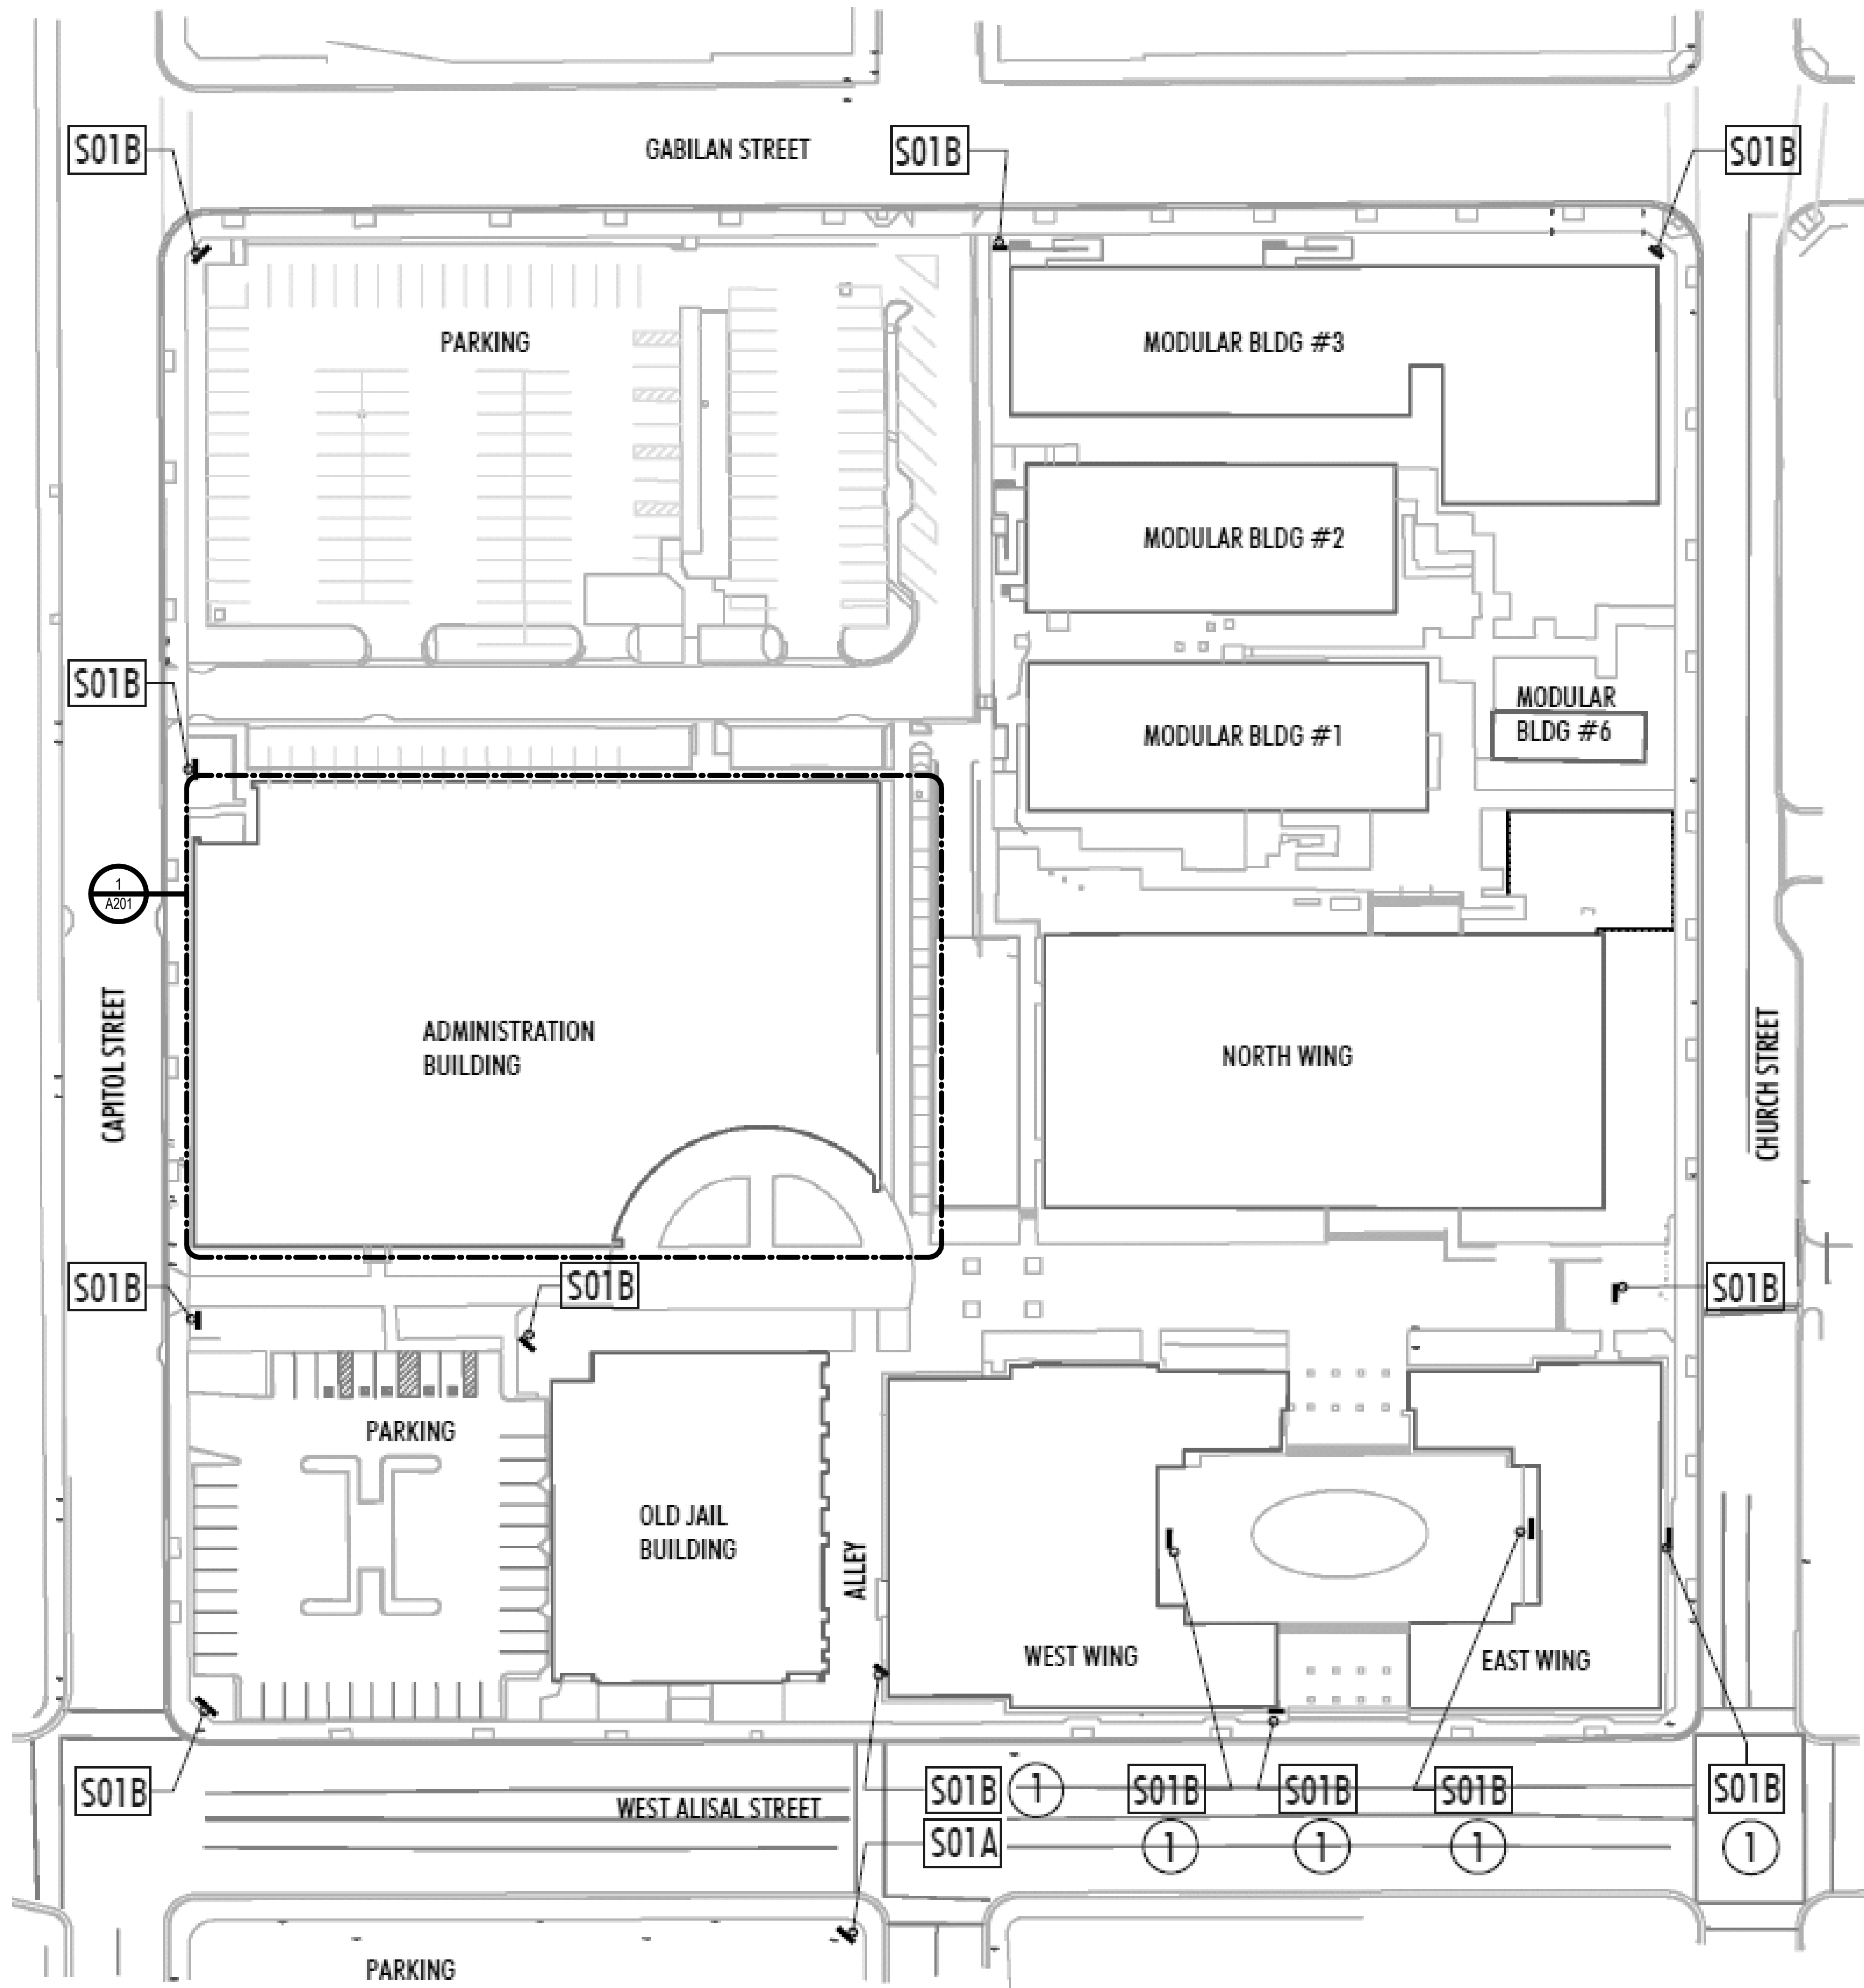 S01B
GABILAN STREET
S01B
S01B
PARKING
MODULAR BLDG #3
MODULAR BLDG #2
S01B
MODULAR
BLDG #6
MODULAR BLDG #1
1
A201
CAPITOL STREET
ADMINISTRATION
BUILDING
NORTH WING
CHURCH STREET
S01B
S01B
S01B
PARKING
OLD JAIL
BUILDING
ALLEY
WEST WING
EAST WING
S01B
S01B
1
S01B
S01B
S01B
S01B
WEST ALISAL STREET
S01A
1
1
1
1
PARKING